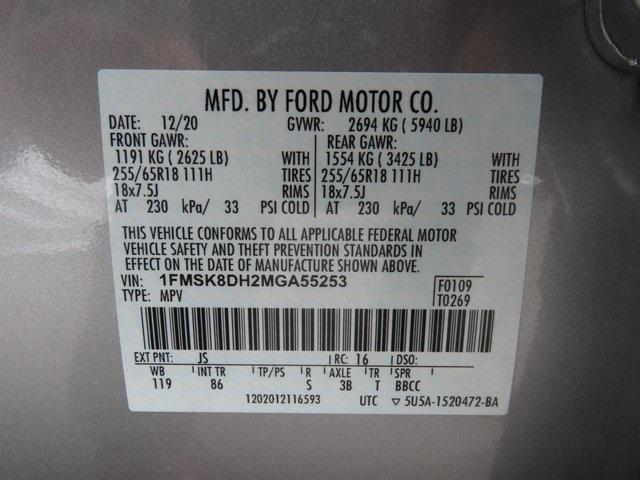 MFD. BY FORD MOTOR CO.
DATE: 12/20 GVWR: 2694 KG ( 5940 LB)
FRONT GAWR: REAR GAWR:
1191 KG ( 2625 LB) WITH 1554 KG ( 3425 LB) WITH
255/65R18 111H TIRES 255/65R18 111H TIRES
18x7.5J RIMS 18x7.5J RIMS
AT 230 kPa/ 33 PSI COLD AT 230 kPa/ 33 PSI COLD
THIS VEHICLE CONFORMS TO ALL APPLICABLE FEDERAL MOTOR
VEHICLE SAFETY AND THEFT PREVENTION STANDARDS IN
EFFECT ON THE DATE OF MANUFACTURE SHOWN ABOVE.
VIN: 1FMSK8DH2MGA55253 F0109
TYPE: MPV T0269
EXT PNT: JS RC: 16 DSO:
WB INT TR TP/PS R AXLE TR SPR
119 86 S 3B T BBCC
1202012116593 UTC ▽ 5U5A-1520472-BA